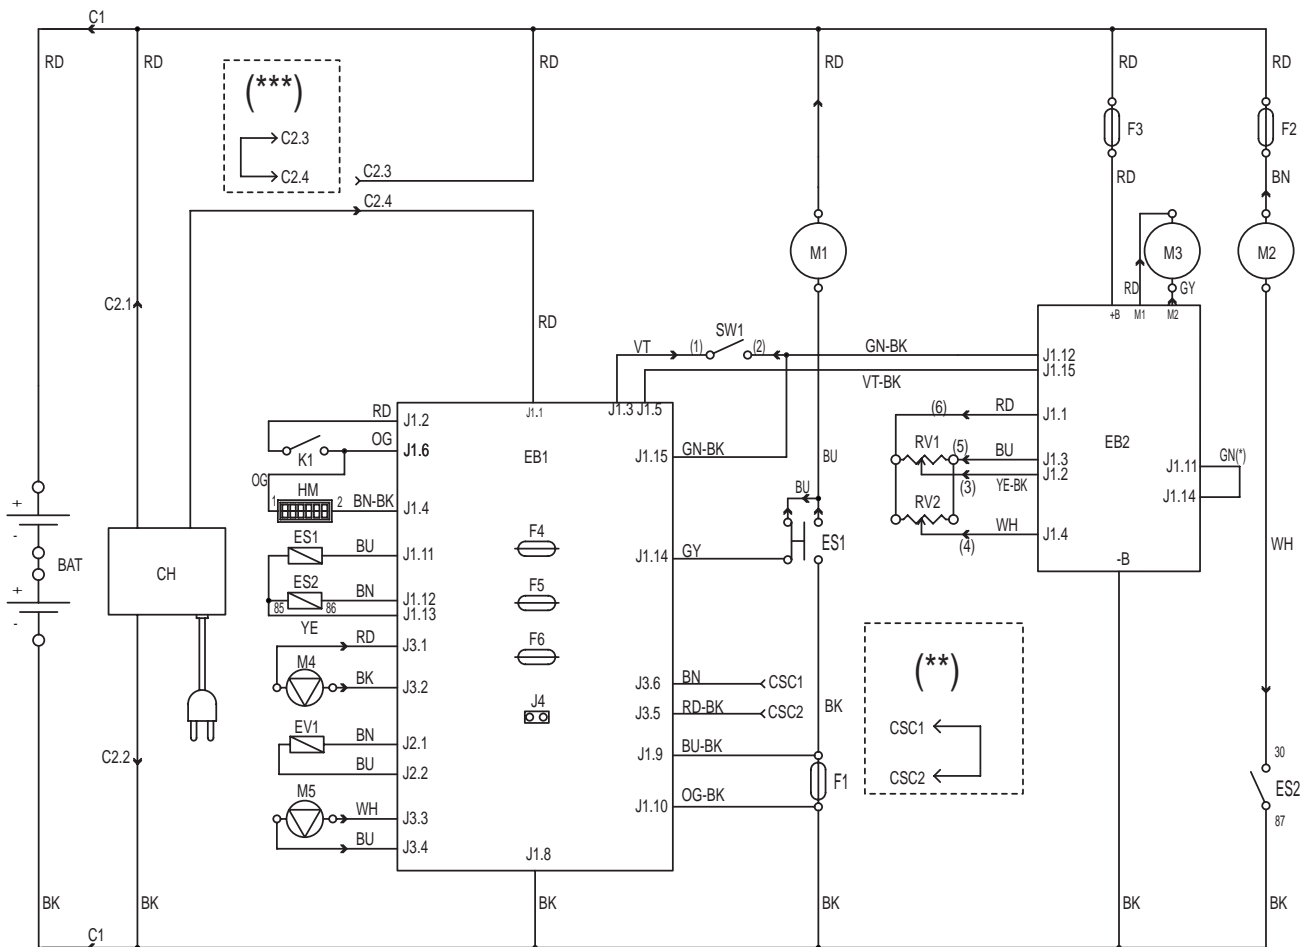 C1
RD
RD
RD
RD
RD
RD
(***)
C2.3
C2.4
C2.3
C2.4
F3
F2
RD
BN
M1
M3
M2
C2.1
RD
RD
GY
+B
M1
M2
SW1
VT
(1)
(2)
GN-BK
J1.12
J1.15
VT-BK
RD
J1.2
J1.1
J1.3
J1.5
(6)
RD
J1.1
OG
J1.6
K1
EB1
GN-BK
J1.15
BU
RV1
(5)
BU
J1.3
EB2
GN(*)
J1.11
J1.2
(3)
YE-BK
J1.14
OG
HM
1
2
BN-BK
J1.4
BU
RV2
+
-
BAT
+
-
ES1
BU
J1.11
F4
GY
J1.14
ES1
WH
J1.4
(4)
-B
WH
CH
ES2
BN
85
86
J1.12
J1.13
F5
YE
RD
J3.1
F6
(**)
M4
BK
J3.2
BN
J3.6
CSC1
RD-BK
J3.5
CSC2
J4
BK
CSC1
CSC2
EV1
BN
J2.1
BU
J2.2
BU-BK
J1.9
C2.2
30
F1
ES2
87
M5
WH
J3.3
OG-BK
J1.10
BU
J3.4
J1.8
BK
BK
BK
BK
BK
BK
C1